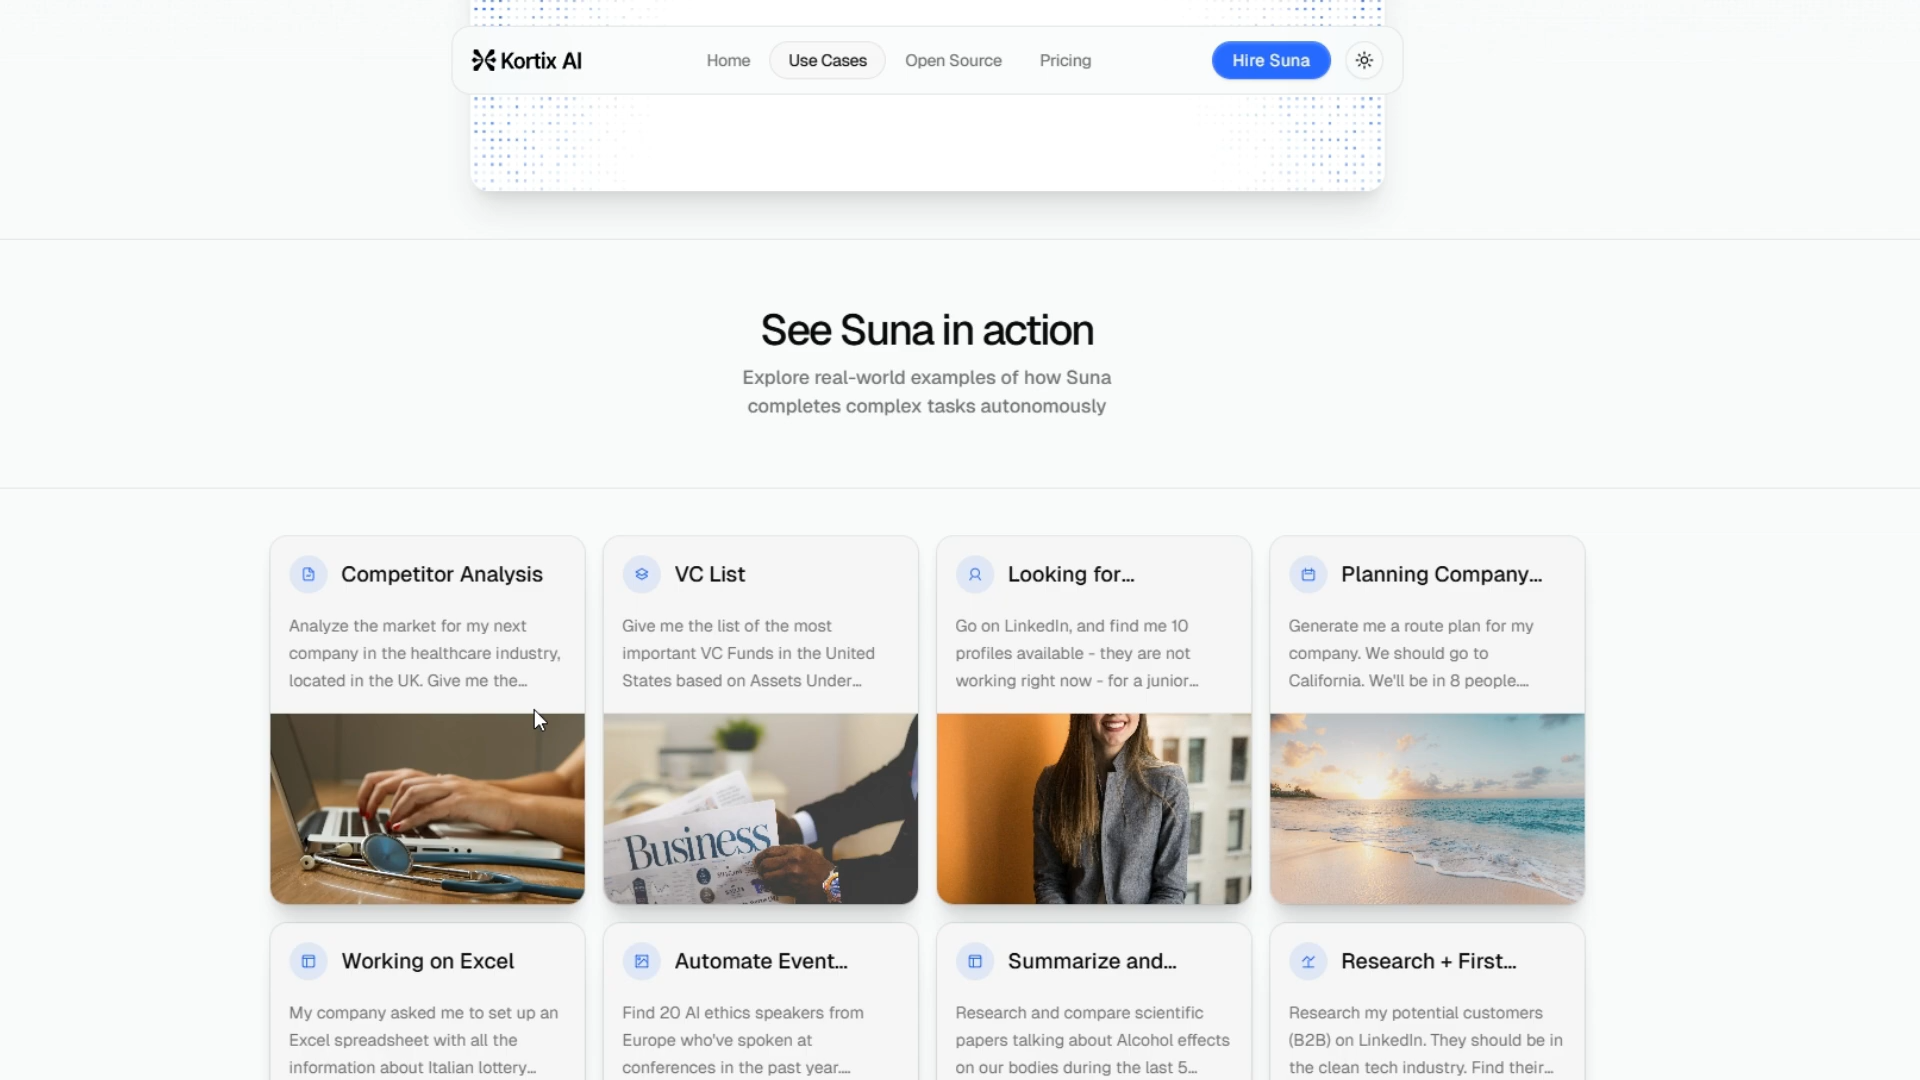 Kortix AI
Home
Use Cases
Open Source
Pricing
Hire Suna
See Suna in action
Explore real-world examples of how Suna
completes complex tasks autonomously
Competitor Analysis
Analyze the market for my next
company in the healthcare industry,
located in the UK. Give me the...
VC List
Give me the list of the most
important VC Funds in the United
States based on Assets Under...
Business
Looking for...
Go on LinkedIn, and find me 10
profiles available - they are not
working right now - for a junior...
Planning Company...
Generate me a route plan for my
company. We should go to
California. We'll be in 8 people....
Working on Excel
My company asked me to set up an
Excel spreadsheet with all the
information about Italian lottery...
Automate Event...
Find 20 AI ethics speakers from
Europe who've spoken at
conferences in the past year....
Summarize and...
Research and compare scientific
papers talking about Alcohol effects
on our bodies during the last 5...
Research + First...
Research my potential customers
(B2B) on LinkedIn. They should be in
the clean tech industry. Find their...